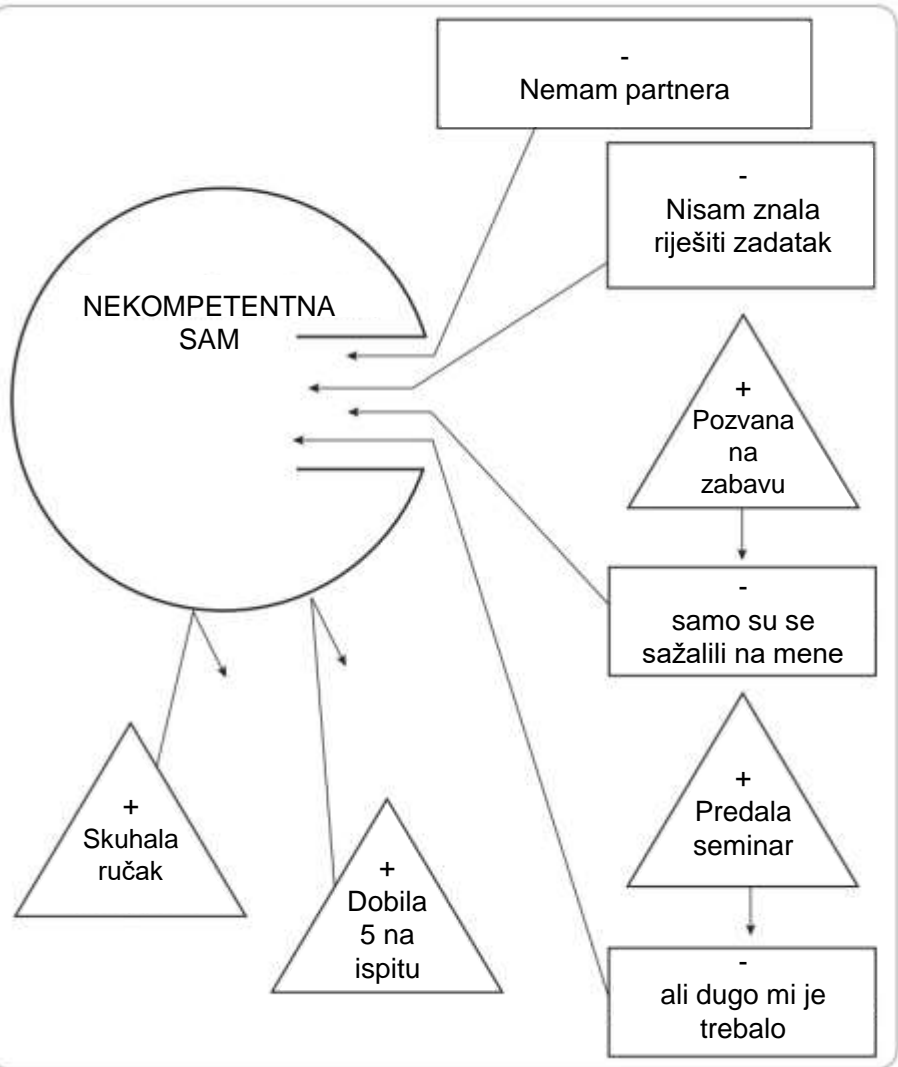 -
Nemam partnera
-
Nisam znala
riješiti zadatak
NEKOMPETENTNA
SAM
+
Pozvana
na
zabavu
-
samo su se
sažalili na mene
+
Predala
seminar
+
Skuhala
ručak
+
Dobila
5 na
ispitu
-
ali dugo mi je
trebalo